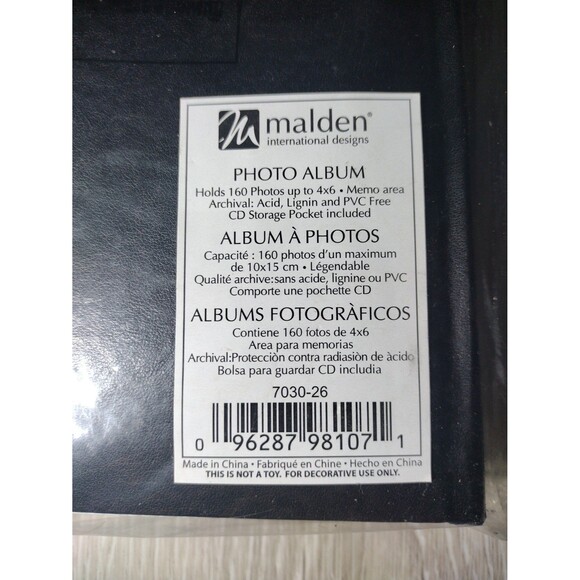 malden®
international designs
PHOTO ALBUM
Holds 160 Photos up to 4x6 • Memo area
Archival: Acid, Lignin and PVC Free
CD Storage Pocket included
ALBUM À PHOTOS
Capacité : 160 photos d'un maximum
de 10x15 cm • Légendable
Qualité archive:sans acide, lignine ou PVC
Comporte une pochette CD
ALBUMS FOTOGRÀFICOS
Contiene 160 fotos de 4x6
Area para memorias
Archival:Protecciòn contra radiasiòn de àcido
Bolsa para guardar CD includia
7030-26
0 96287 98107 1
Made in China • Fabriqué en Chine • Hecho en China
THIS IS NOT A TOY. FOR DECORATIVE USE ONLY.